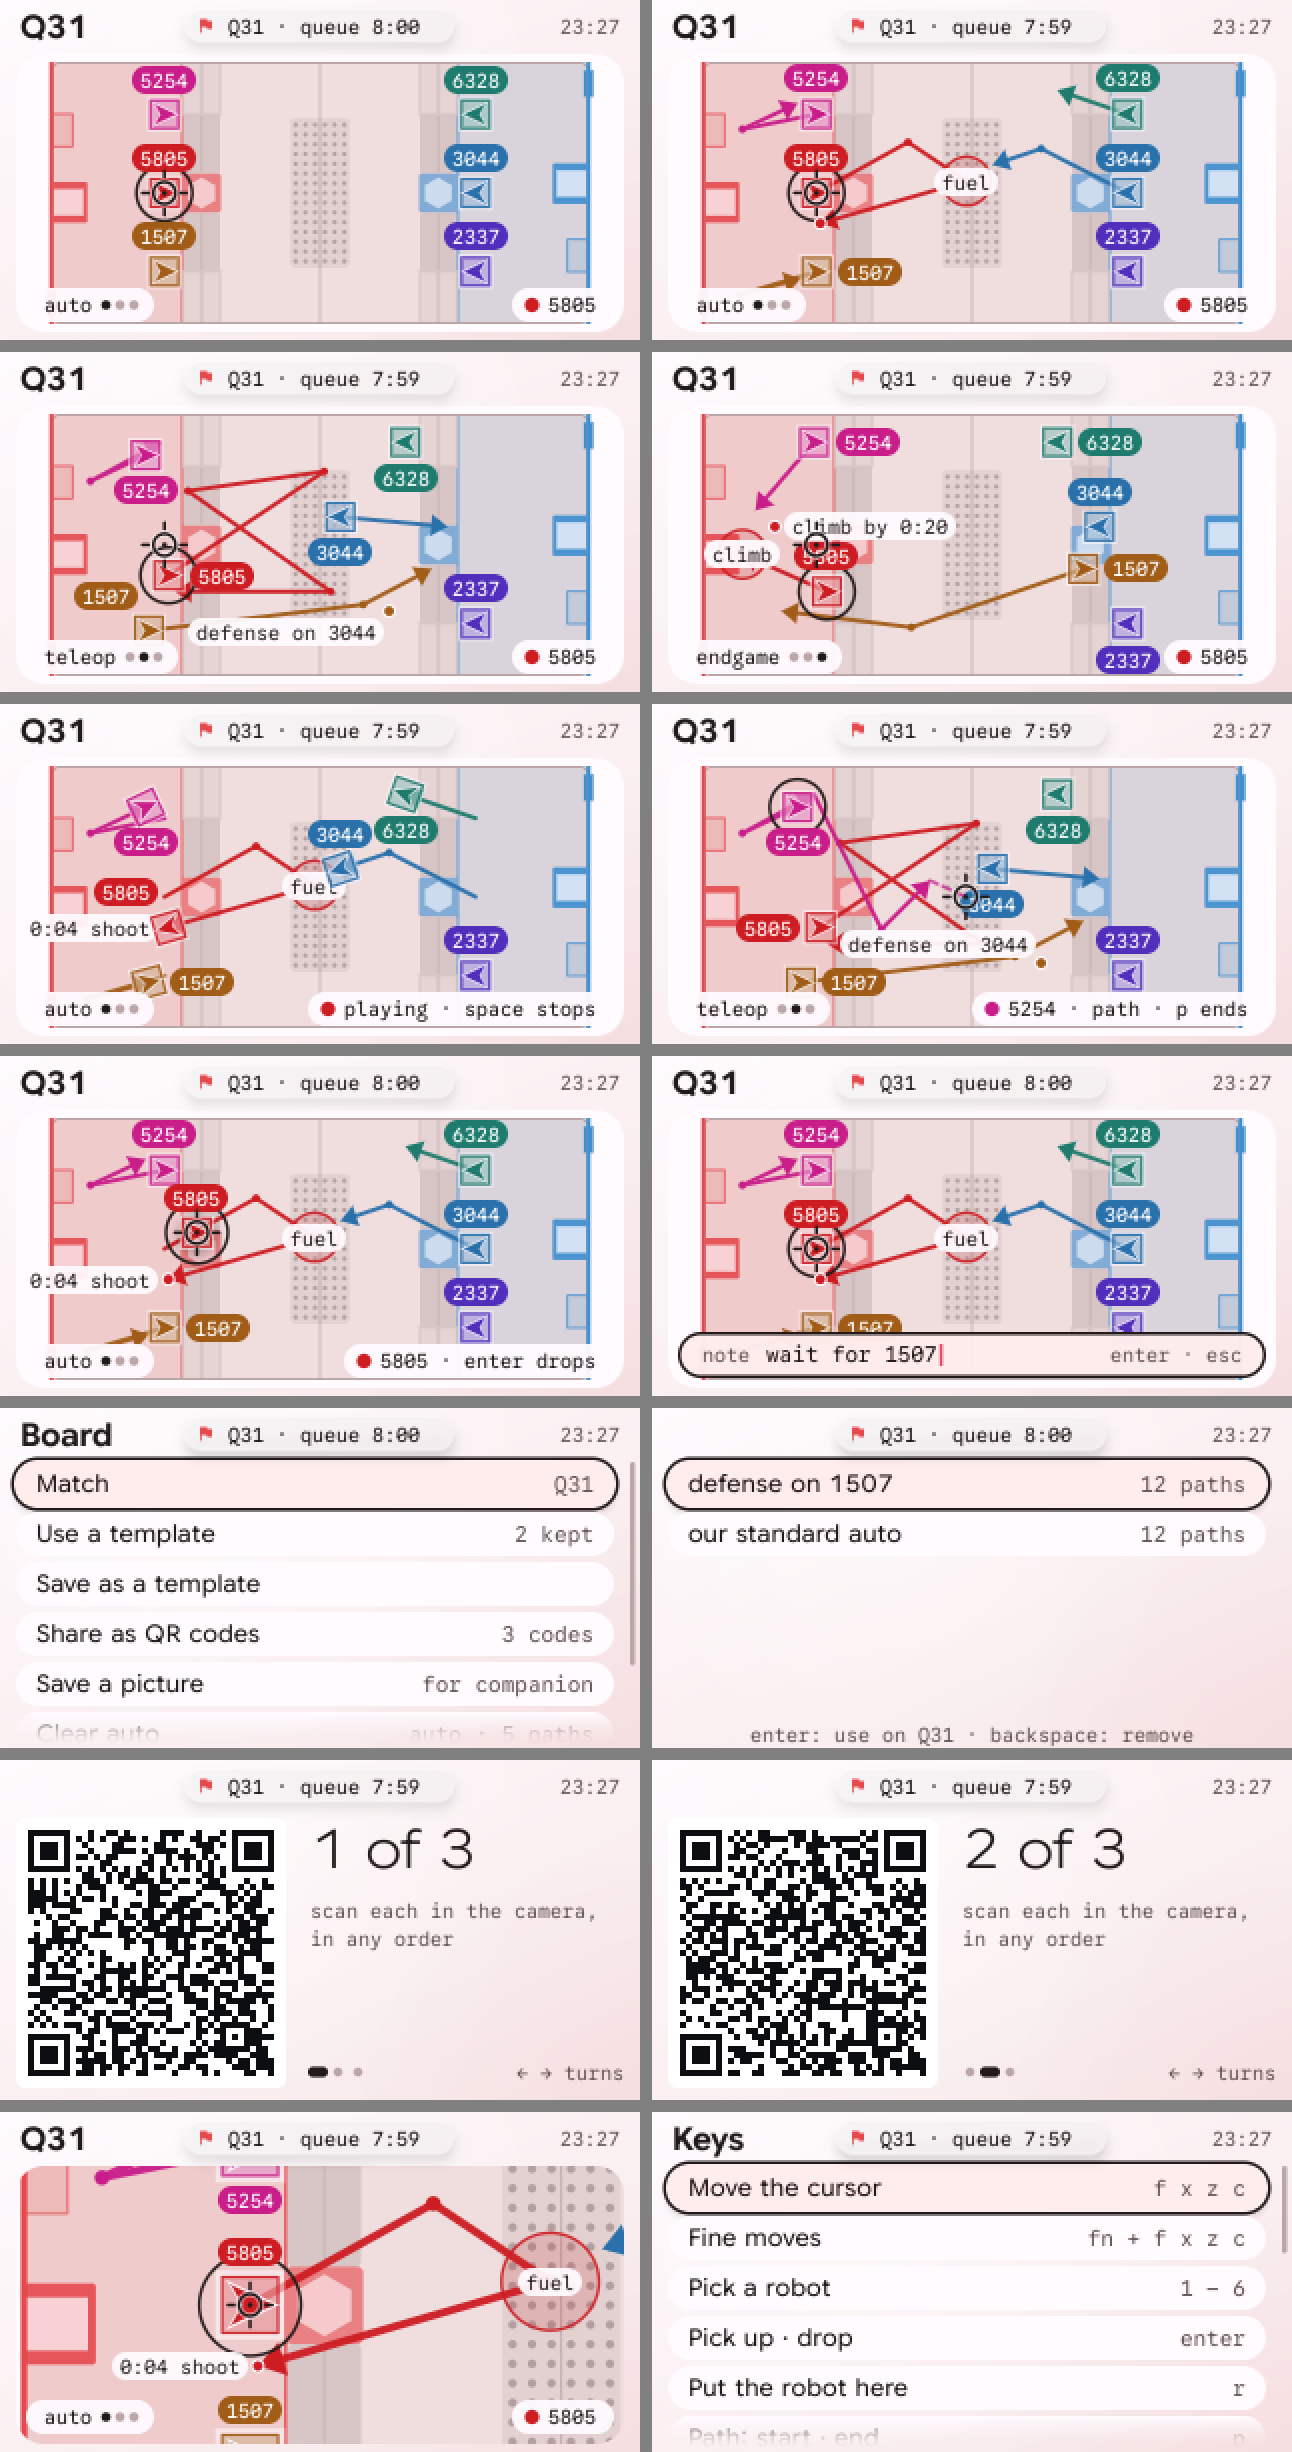 Q31
Q31 · queue 8:00
23:27
5254
6328
5805
3044
1507
2337
auto
5805
Q31
Q31 · queue 7:59
23:27
5254
6328
5805
3044
fuel
2337
1507
auto
5805
Q31
Q31 · queue 7:59
23:27
5254
6328
3044
5805
1507
2337
defense on 3044
teleop
5805
Q31
Q31 · queue 7:59
23:27
5254
6328
3044
climb by 0:20
climb
5805
1507
endgame
2337
5805
Q31
Q31 · queue 7:59
23:27
5254
3044
6328
5805
fuel
0:04 shoot
2337
1507
auto
playing · space stops
Q31
Q31 · queue 7:59
23:27
5254
6328
3044
5805
defense on 3044
2337
1507
teleop
5254 · path · p ends
Q31
Q31 · queue 8:00
23:27
5254
6328
5805
3044
fuel
0:04 shoot
2337
1507
auto
5805 · enter drops
Q31
Q31 · queue 8:00
23:27
5254
6328
5805
3044
fuel
2337
1507
note wait for 1507
enter · esc
Board
Q31 · queue 8:00
23:27
Match Q31
Use a template 2 kept
Save as a template
Share as QR codes 3 codes
Save a picture for companion
Clear auto auto · 5 paths
Q31 · queue 8:00
23:27
defense on 1507 12 paths
our standard auto 12 paths
enter: use on Q31 · backspace: remove
Q31 · queue 7:59
23:27
1 of 3
scan each in the camera,
in any order
← → turns
Q31 · queue 7:59
23:27
2 of 3
scan each in the camera,
in any order
← → turns
Q31
Q31 · queue 7:59
23:27
5254
5805
fuel
0:04 shoot
1507
auto
5805
Keys
Q31 · queue 7:59
23:27
Move the cursor f x z c
Fine moves fn + f x z c
Pick a robot 1 – 6
Pick up · drop enter
Put the robot here r
Path: start · end p